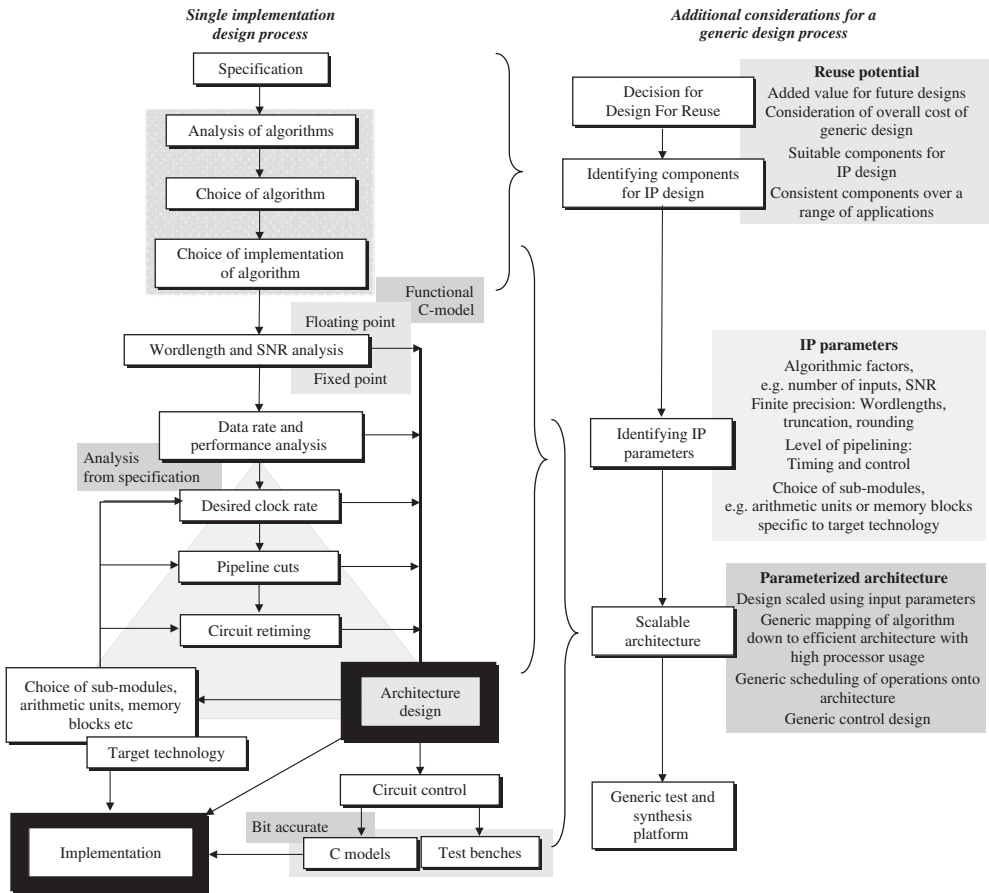 Single implementation
design process
Specification
Analysis of algorithms
Choice of algorithm
Choice of implementation
of algorithm
Functional
C-model
Floating point
Wordlength and SNR analysis
Fixed point
Data rate and
performance analysis
Analysis
from specification
Desired clock rate
Pipeline cuts
Circuit retiming
Choice of sub-modules,
arithmetic units, memory
blocks etc
Architecture
design
Target technology
Circuit control
Bit accurate
Implementation
C models
Test benches
Additional considerations for a
generic design process
Decision for
Design For Reuse
Identifying components
for IP design
Reuse potential
Added value for future designs
Consideration of overall cost of
generic design
Suitable components for
IP design
Consistent components over a
range of applications
Identifying IP
parameters
IP parameters
Algorithmic factors,
e.g. number of inputs, SNR
Finite precision: Wordlengths,
truncation, rounding
Level of pipelining:
Timing and control
Choice of sub-modules,
e.g. arithmetic units or memory blocks
specific to target technology
Scalable
architecture
Parameterized architecture
Design scaled using input parameters
Generic mapping of algorithm
down to efficient architecture with
high processor usage
Generic scheduling of operations onto
architecture
Generic control design
Generic test and
synthesis
platform